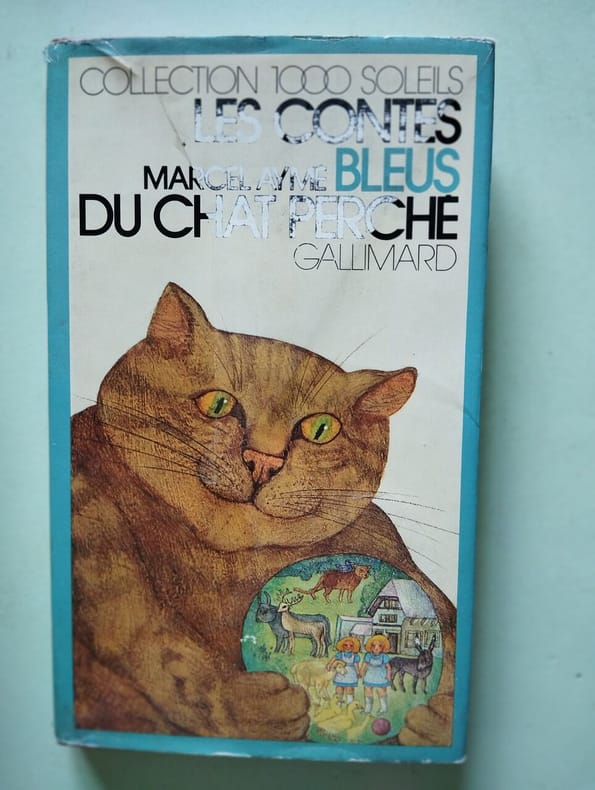 COLLECTION 1000 SOLEILS
LES CONTES
MARCEL AYMÉ BLEUS
DU CHAT PERCHÉ
GALLIMARD